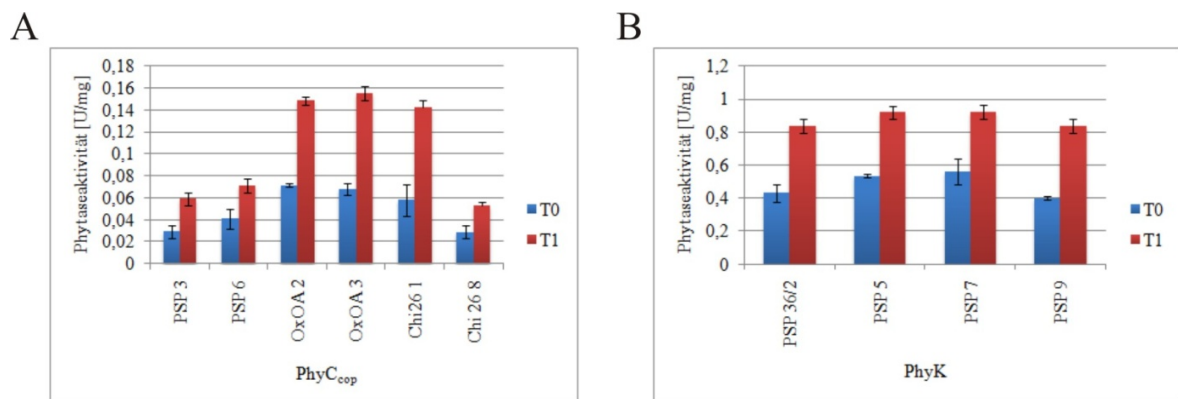 A
Phytaseaktivität [U/mg]
0,18
0,16
0,14
0,12
0,1
0,08
0,06
0,04
0,02
0
PSP 3
PSP 6
OxOA 2
OxOA 3
Chi26 1
Chi 26 8
PhyCcop
T0
T1
B
Phytaseaktivität [U/mg]
1,2
1
0,8
0,6
0,4
0,2
0
PSP 36/2
PSP 5
PSP 7
PSP 9
PhyK
T0
T1